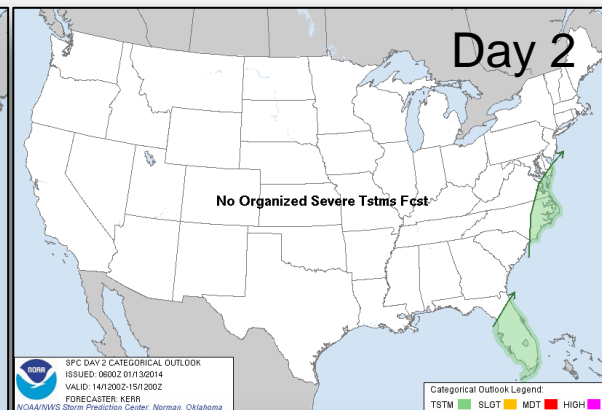 Day 2
No Organized Severe Tstms Fcst
NOAA
SPC DAY 2 CATEGORICAL OUTLOOK
ISSUED: 0600Z 01/13/2014
VALID: 14/1200Z-15/1200Z
FORECASTER: KERR
NOAA/NWS Storm Prediction Center, Norman, Oklahoma
Categorical Outlook Legend:
TSTM SLGT MDT HIGH